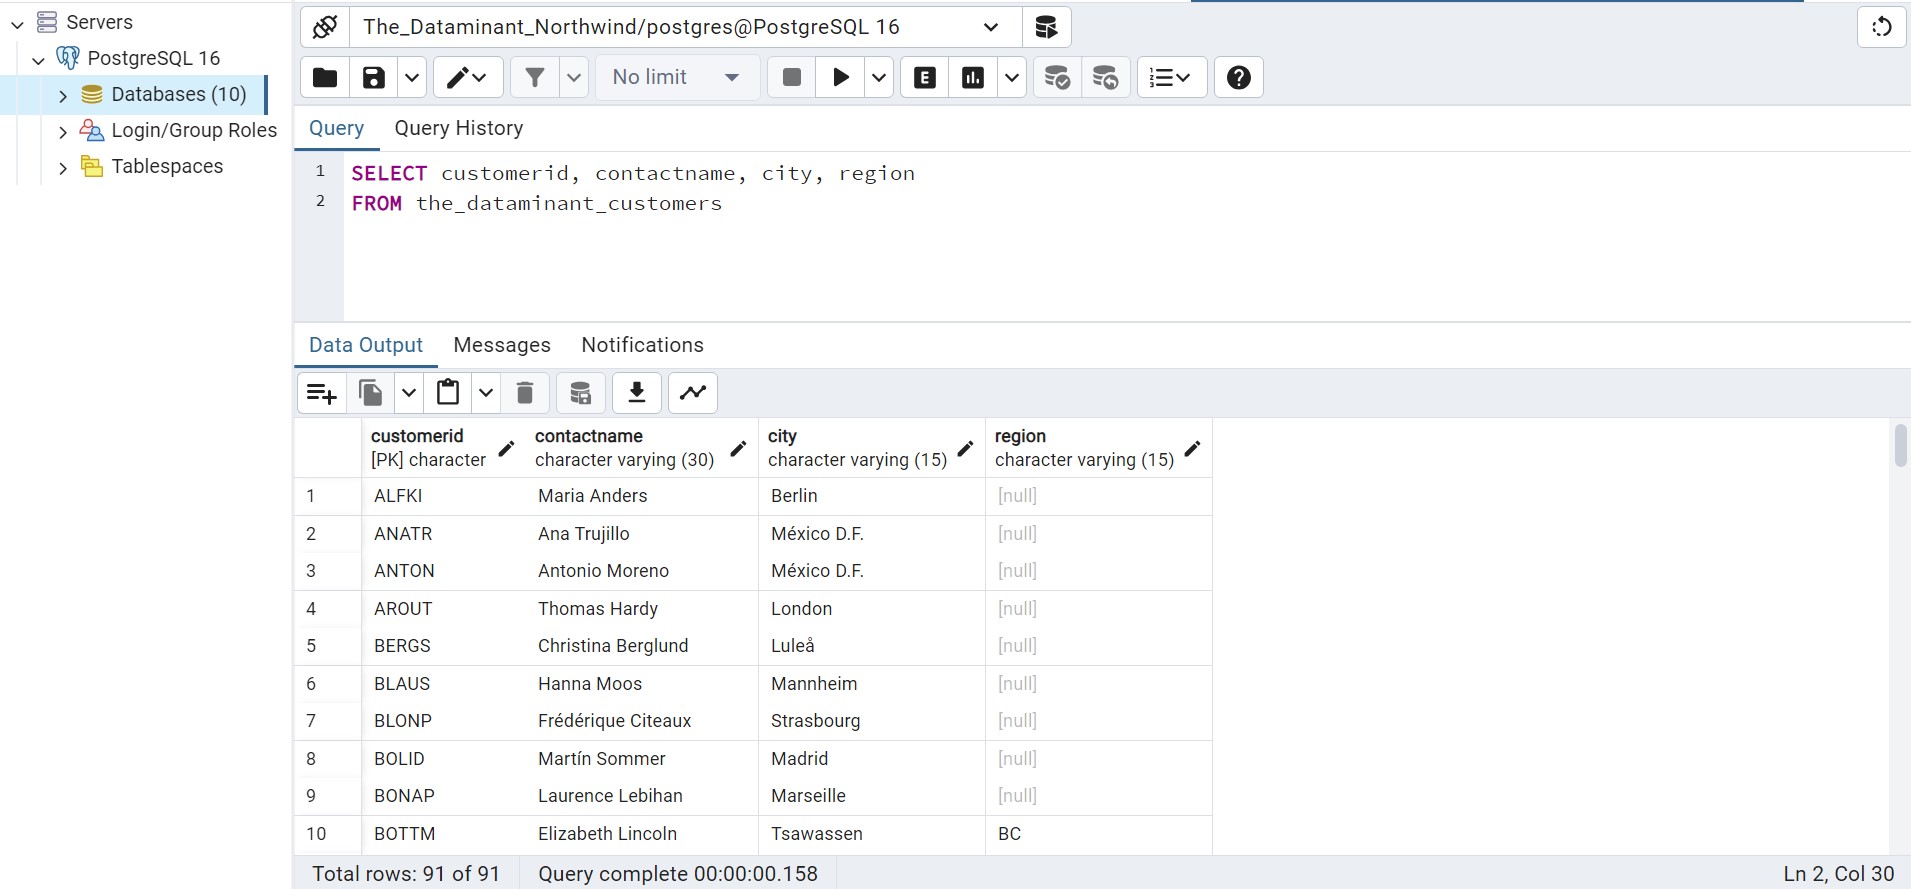 Servers
PostgreSQL 16
Databases (10)
Login/Group Roles
Tablespaces
The_Dataminant_Northwind/postgres@PostgreSQL 16
No limit
E
Query Query History
1 SELECT customerid, contactname, city, region
2 FROM the_dataminant_customers
Data Output Messages Notifications
customerid contactname city region
[PK] character character varying (30) character varying (15) character varying (15)
1 ALFKI Maria Anders Berlin [null]
2 ANATR Ana Trujillo México D.F. [null]
3 ANTON Antonio Moreno México D.F. [null]
4 AROUT Thomas Hardy London [null]
5 BERGS Christina Berglund Luleå [null]
6 BLAUS Hanna Moos Mannheim [null]
7 BLONP Frédérique Citeaux Strasbourg [null]
8 BOLID Martín Sommer Madrid [null]
9 BONAP Laurence Lebihan Marseille [null]
10 BOTTM Elizabeth Lincoln Tsawassen BC
Total rows: 91 of 91 Query complete 00:00:00.158 Ln 2, Col 30